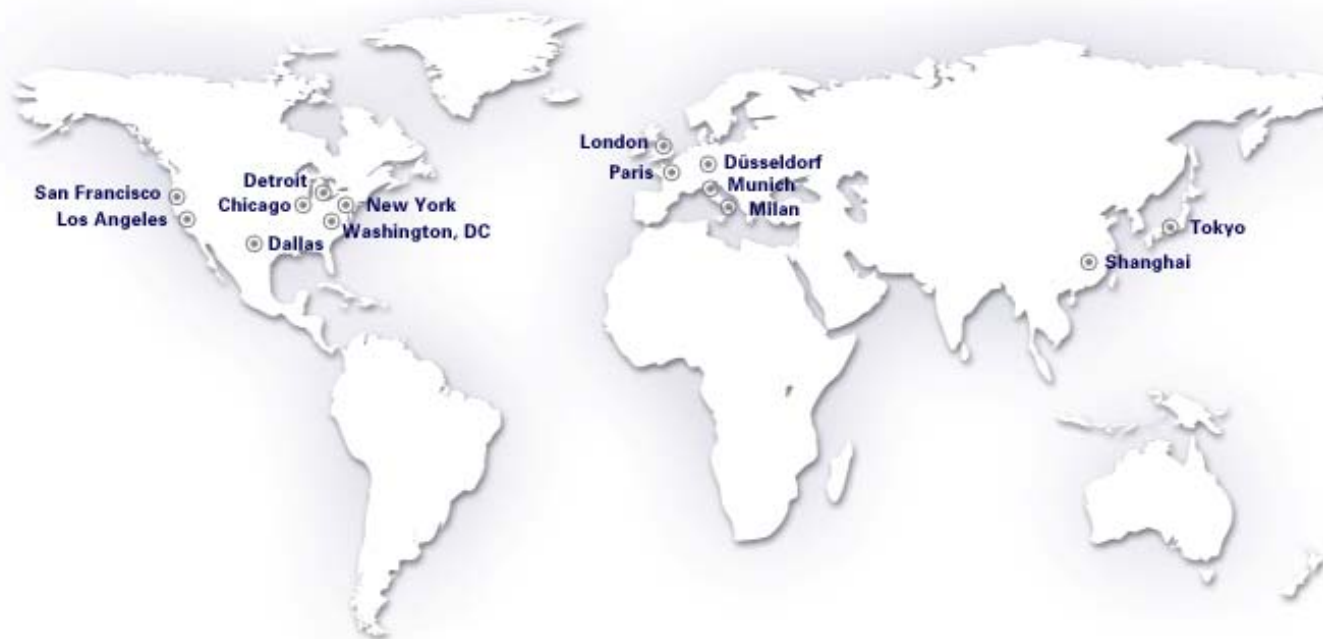 London
Düsseldorf
Paris
Munich
Milan
Detroit
San Francisco
Chicago
New York
Los Angeles
Washington, DC
Dallas
Tokyo
Shanghai